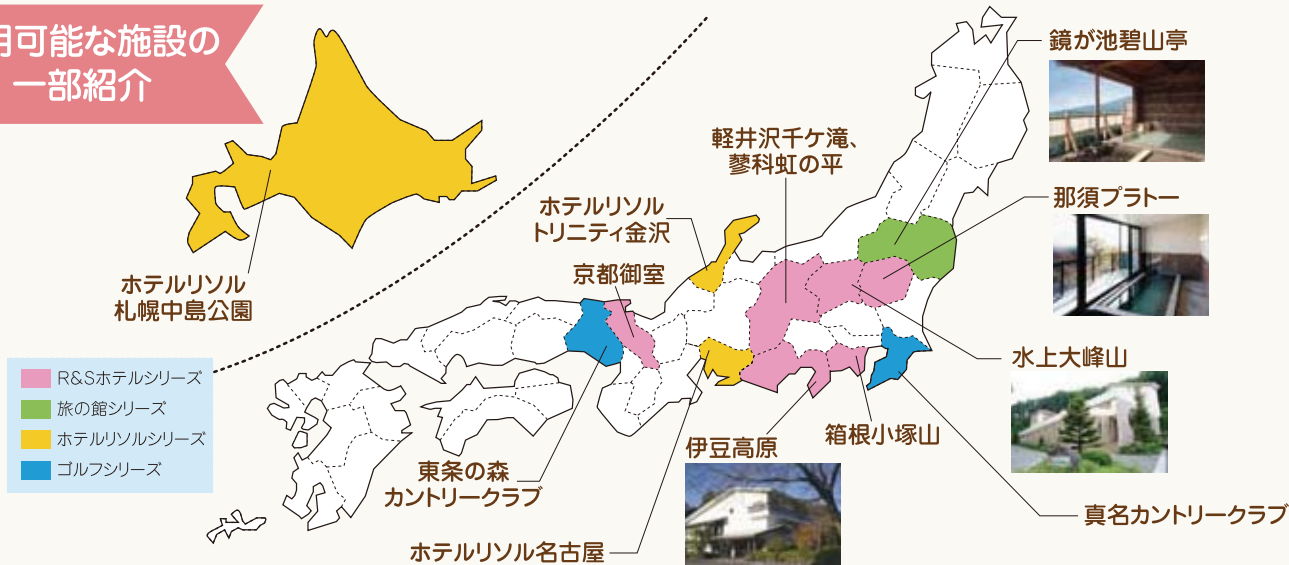 用可能な施設の
一部紹介
鏡が池碧山亭
軽井沢千ケ滝、
蓼科虹の平
那須プラトー
ホテルリゾル
トリニティ金沢
京都御室
ホテルリゾル
札幌中島公園
水上大峰山
R&Sホテルシリーズ
旅の館シリーズ
ホテルリソルシリーズ
ゴルフシリーズ
箱根小塚山
伊豆高原
東条の森
カントリークラブ
真名カントリークラブ
ホテルリソル名古屋